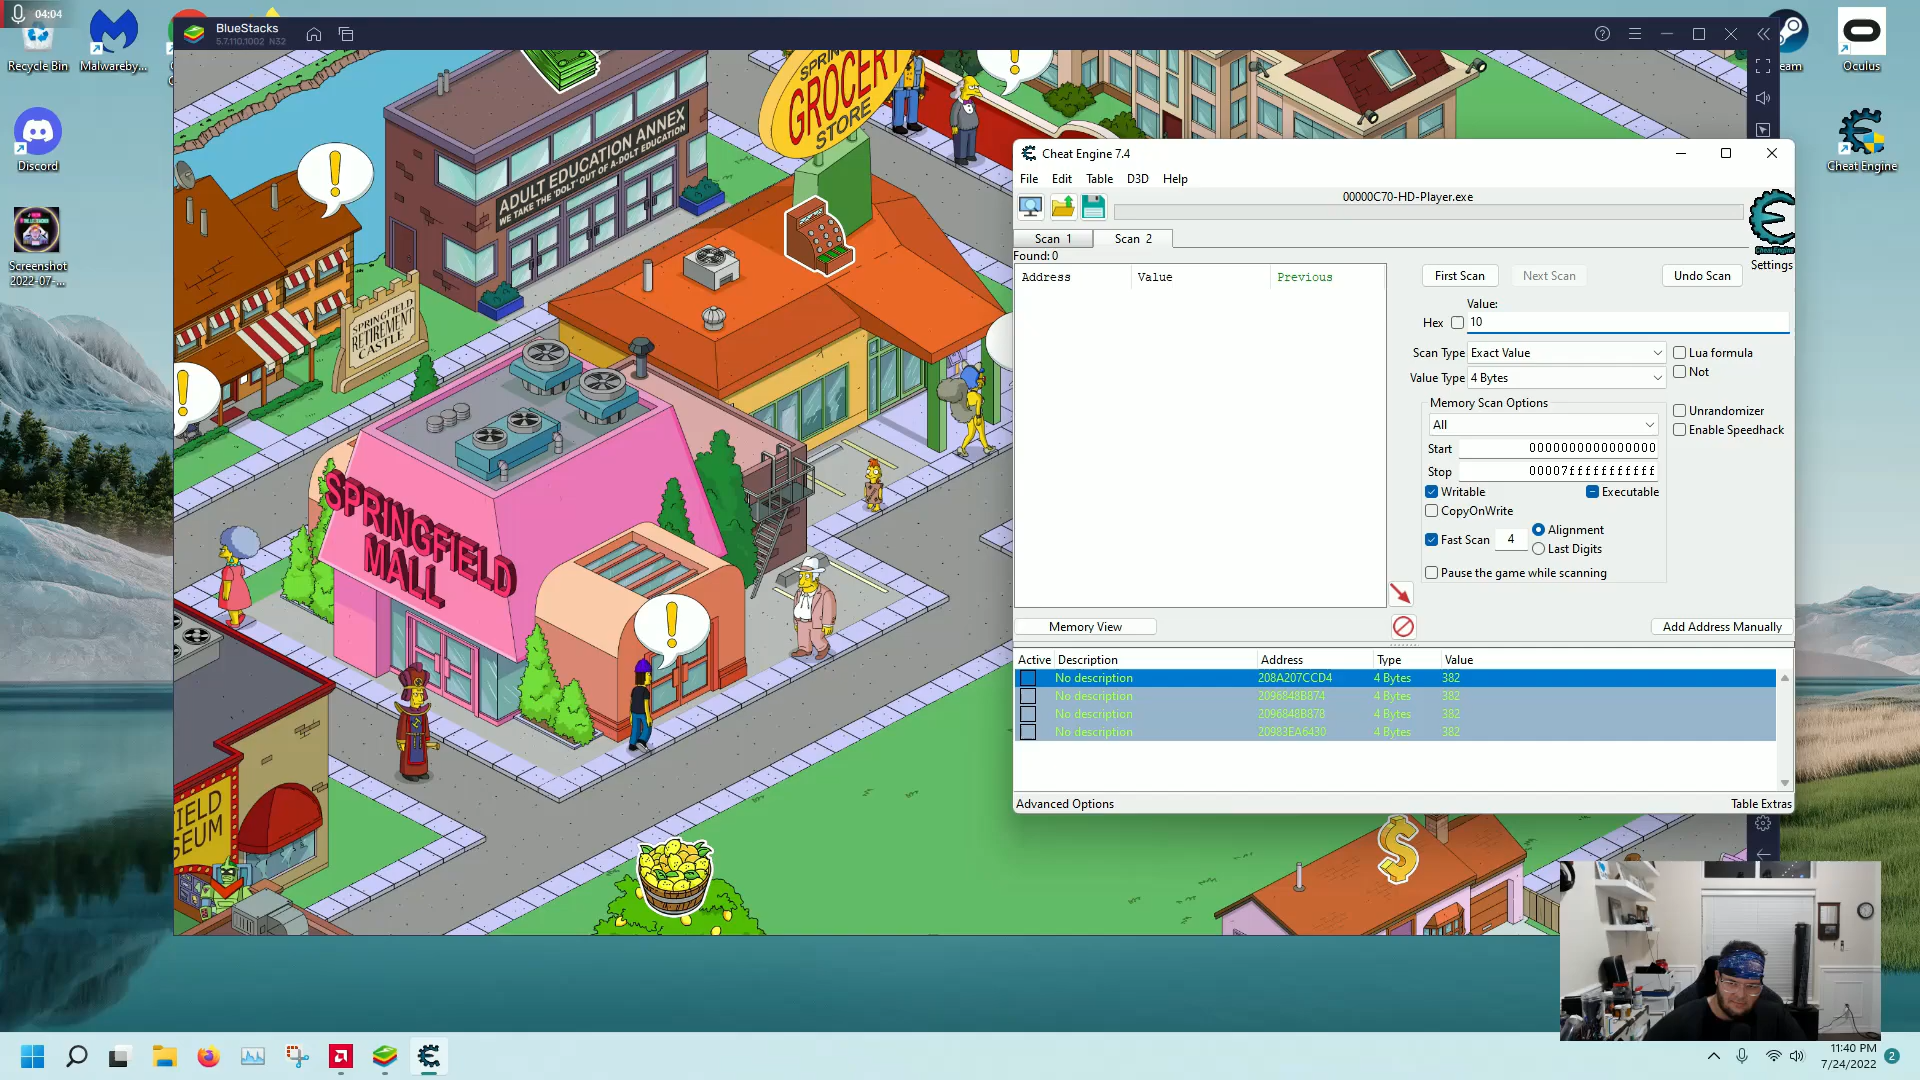 04:04
BlueStacks
5.7.110.1002 N32
Recycle Bin
Malwareby...
Discord
Screenshot
2022-07-...
Oculus
Cheat Engine
ADULT EDUCATION ANNEX
WE TAKE THE 'DOLT' OUT OF A-DOLT EDUCATION
GROCERY
STORE
SPRINGFIELD
RETIREMENT
CASTLE
SPRINGFIELD
MALL
Cheat Engine 7.4
File Edit Table D3D Help
00000C70-HD-Player.exe
Scan 1 Scan 2
Found: 0
Address Value Previous
First Scan Next Scan Undo Scan
Settings
Cheat Engine
Value:
Hex 10
Scan Type Exact Value
Lua formula
Value Type 4 Bytes
Not
Memory Scan Options
All
Unrandomizer
Enable Speedhack
Start 0000000000000000
Stop 00007fffffffffff
Writable Executable
CopyOnWrite
Fast Scan 4 Alignment
Last Digits
Pause the game while scanning
Memory View
Add Address Manually
Active Description Address Type Value
No description 208A207CCD4 4 Bytes 382
No description 2096848B874 4 Bytes 382
No description 2096848B878 4 Bytes 382
No description 20983EA6430 4 Bytes 382
Advanced Options Table Extras
11:40 PM
7/24/2022
2